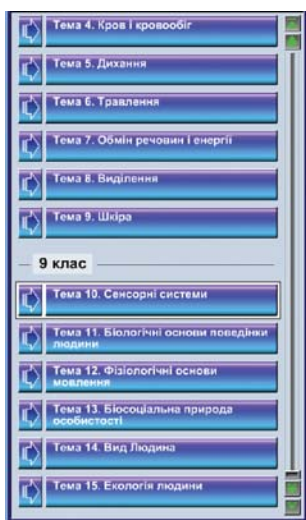 Тема 4. Кров і кровообіг
Тема 5. Дихання
Тема 6. Травлення
Тема 7. Обмін речовин і енергії
Тема 8. Виділення
Тема 9. Шкіра
9 клас
Тема 10. Сенсорні системи
Тема 11. Біологічні основи поведінки
людини
Тема 12. Фізіологічні основи
мовлення
Тема 13. Біосоціальна природа
особистості
Тема 14. Вид Людина
Тема 15. Екологія людини